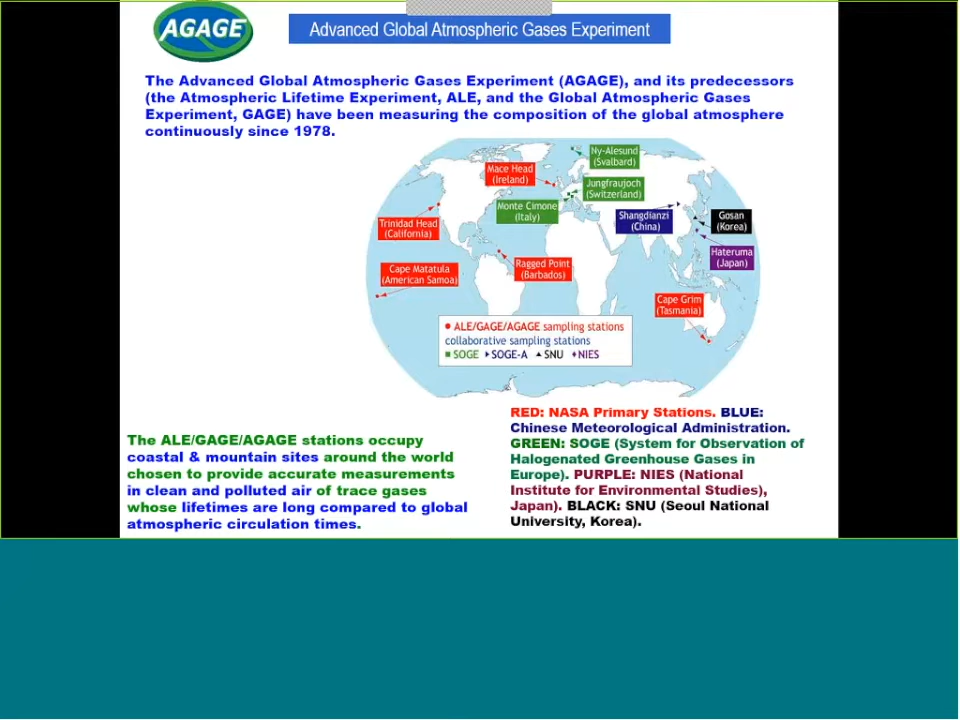 AGAGE
Advanced Global Atmospheric Gases Experiment
The Advanced Global Atmospheric Gases Experiment (AGAGE), and its predecessors
(the Atmospheric Lifetime Experiment, ALE, and the Global Atmospheric Gases
Experiment, GAGE) have been measuring the composition of the global atmosphere
continuously since 1978.
Ny-Alesund
(Svalbard)
Mace Head
(Ireland)
Jungfraujoch
(Switzerland)
Monte Cimone
(Italy)
Shangdianzi
(China)
Gosan
(Korea)
Trinidad Head
(California)
Hateruma
(Japan)
Ragged Point
(Barbados)
Cape Matatula
(American Samoa)
Cape Grim
(Tasmania)
ALE/GAGE/AGAGE sampling stations
collaborative sampling stations
SOGE SOGE-A SNU NIES
The ALE/GAGE/AGAGE stations occupy
coastal & mountain sites around the world
chosen to provide accurate measurements
in clean and polluted air of trace gases
whose lifetimes are long compared to global
atmospheric circulation times.
RED: NASA Primary Stations. BLUE:
Chinese Meteorological Administration.
GREEN: SOGE (System for Observation of
Halogenated Greenhouse Gases in
Europe). PURPLE: NIES (National
Institute for Environmental Studies),
Japan). BLACK: SNU (Seoul National
University, Korea).